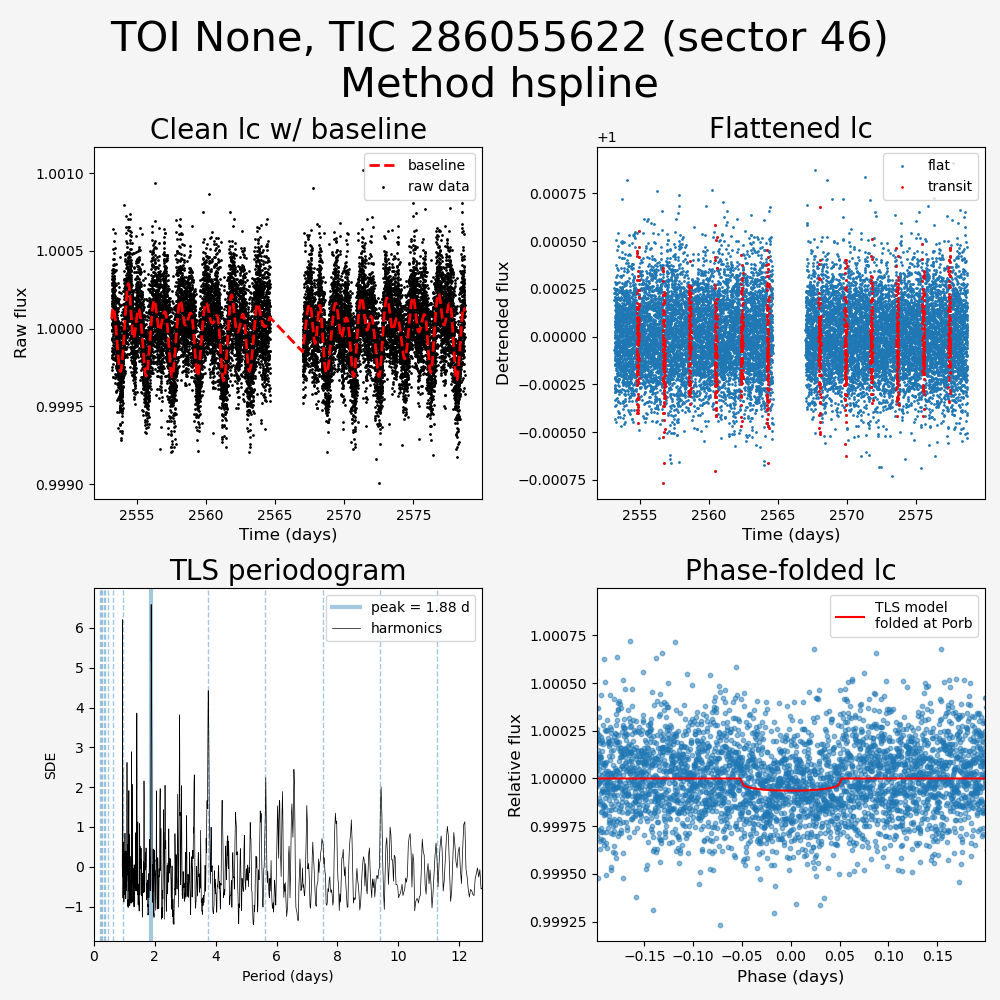 TOI None, TIC 286055622 (sector 46)
Method hspline
Clean lc w/ baseline
Flattened lc
+1
baseline
raw data
flat
transit
1.0010
1.0005
1.0000
0.9995
0.9990
Raw flux
2555
2560
2565
2570
2575
Time (days)
0.00075
0.00050
0.00025
0.00000
−0.00025
−0.00050
−0.00075
Detrended flux
2555
2560
2565
2570
2575
Time (days)
TLS periodogram
Phase-folded lc
peak = 1.88 d
harmonics
6
5
4
3
2
1
0
−1
SDE
0
2
4
6
8
10
12
Period (days)
TLS model
folded at Porb
1.00075
1.00050
1.00025
1.00000
0.99975
0.99950
0.99925
Relative flux
−0.15
−0.10
−0.05
0.00
0.05
0.10
0.15
Phase (days)